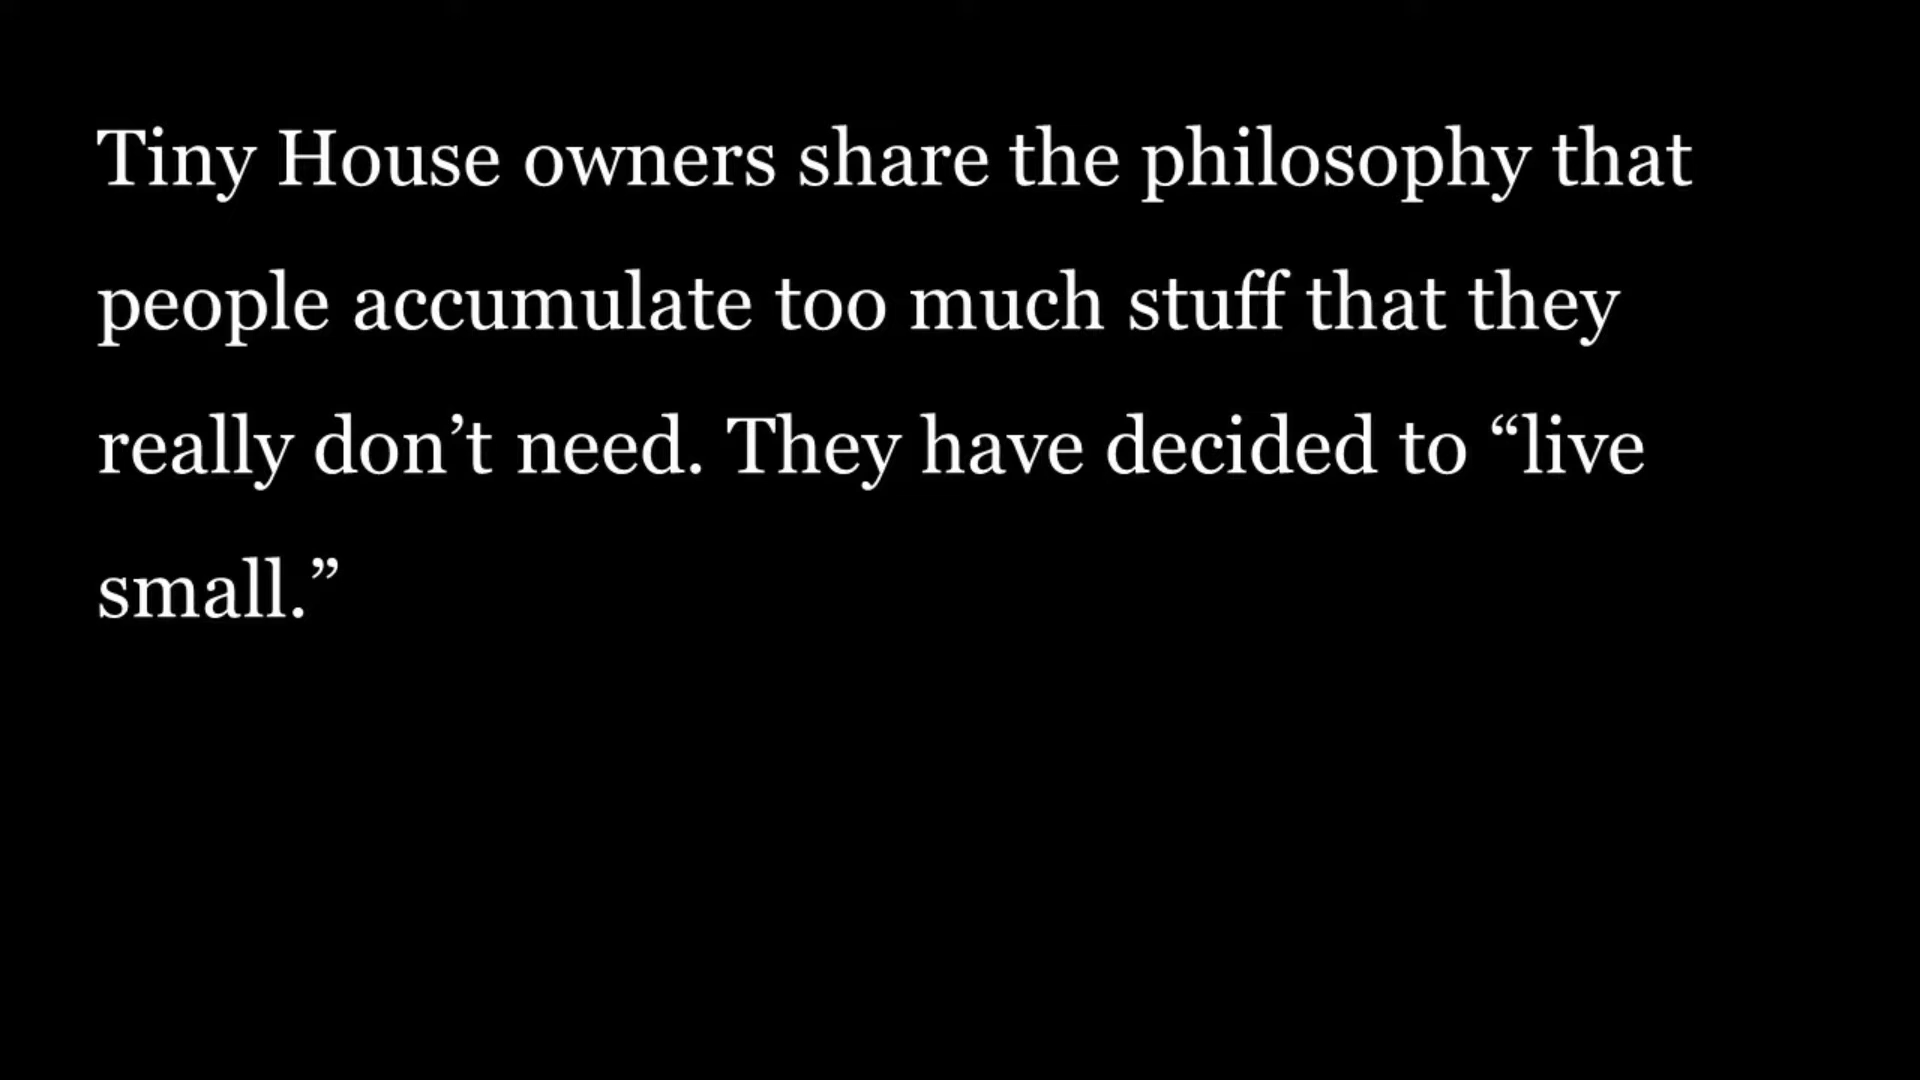 Tiny House owners share the philosophy that
people accumulate too much stuff that they
really don’t need. They have decided to “live
small.”